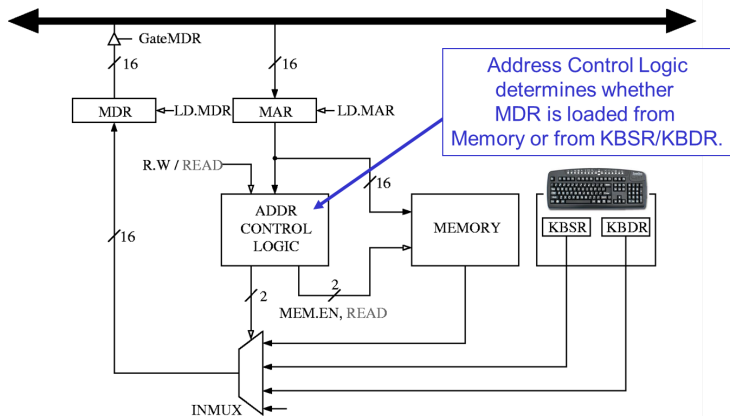 GateMDR
16
16
MDR
LD.MDR
MAR
LD.MAR
Address Control Logic
determines whether
MDR is loaded from
Memory or from KBSR/KBDR.
R.W / READ
16
ADDR
CONTROL
LOGIC
MEMORY
KBSR
KBDR
16
2
2
MEM.EN, READ
INMUX